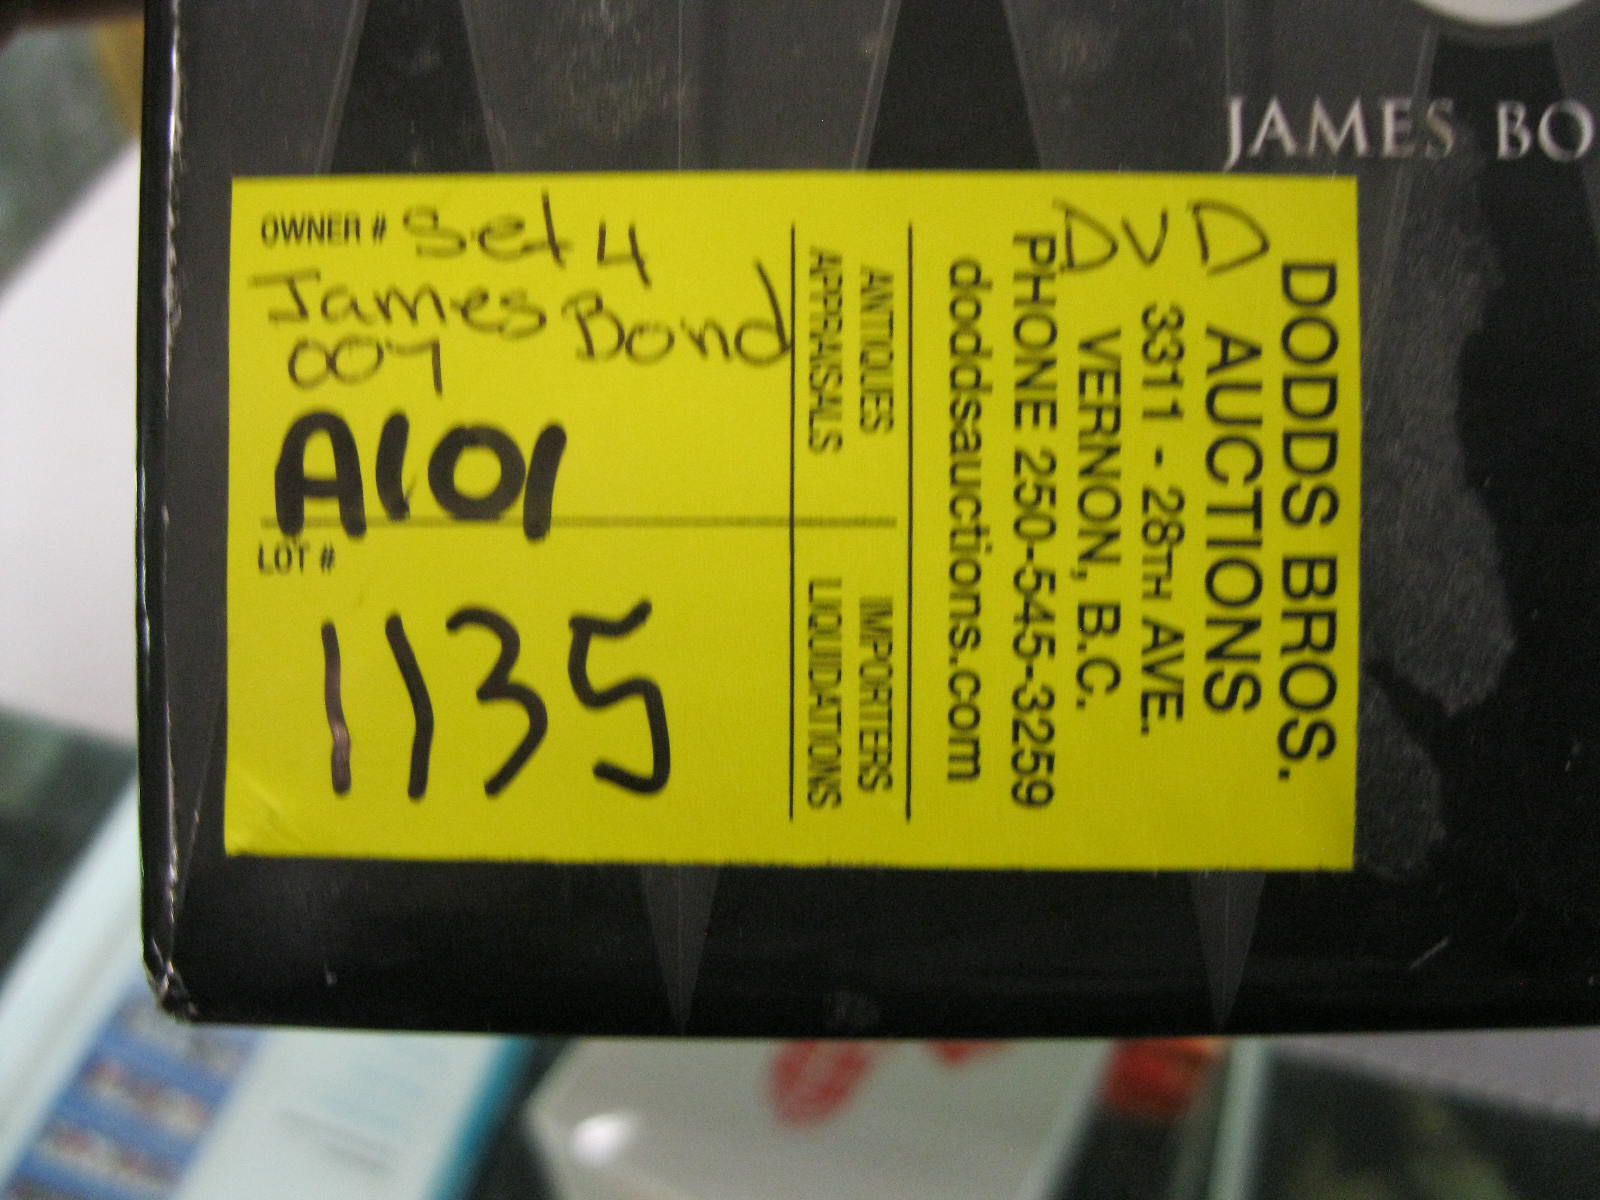 JAMES BO
OWNER # Set 4
James Bond
007
A101
LOT #
1135
DVD
DODDS BROS.
AUCTIONS
3311 - 28TH AVE.
VERNON, B.C.
PHONE 250-545-3259
doddsauctions.com
ANTIQUES IMPORTERS
APPRAISALS LIQUIDATIONS